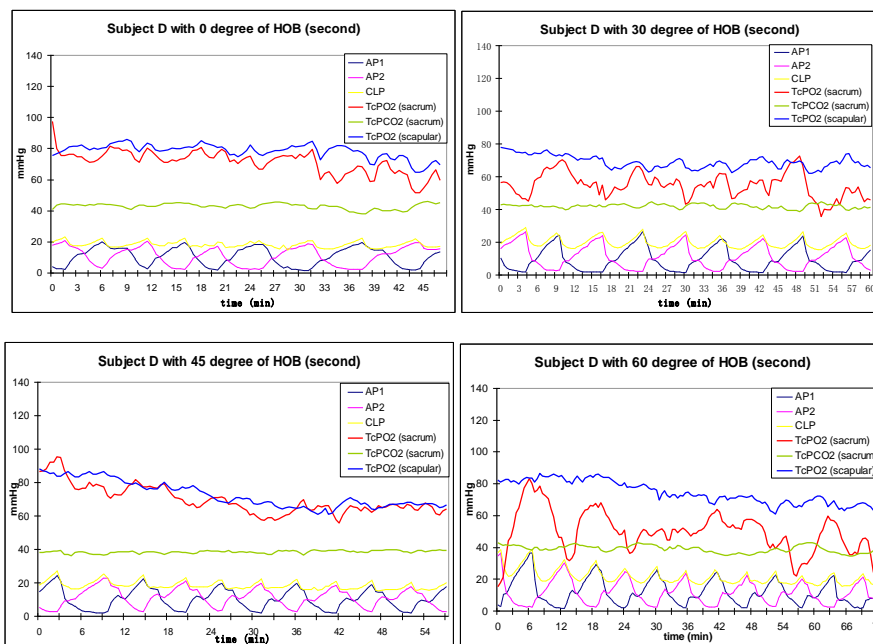 Subject D with 0 degree of HOB (second)
140
120
100
80
60
40
20
0
mmHg
AP1
AP2
CLP
TcPO2 (sacrum)
TcPCO2 (sacrum)
TcPO2 (scapular)
0 3 6 9 12 15 18 21 24 27 30 33 36 39 42 45
time (min)
Subject D with 30 degree of HOB (second)
140
120
100
80
60
40
20
0
mmHg
AP1
AP2
CLP
TcPO2 (sacrum)
TcPCO2 (sacrum)
TcPO2 (scapular)
0 3 6 9 12 15 18 21 24 27 30 33 36 39 42 45 48 51 54 57 60
time (min)
Subject D with 45 degree of HOB (second)
140
120
100
80
60
40
20
0
mmHg
AP1
AP2
CLP
TcPO2 (sacrum)
TcPCO2 (sacrum)
TcPO2 (scapular)
0 6 12 18 24 30 36 42 48 54
time (min)
Subject D with 60 degree of HOB (second)
140
120
100
80
60
40
20
0
mmHg
AP1
AP2
CLP
TcPO2 (sacrum)
TcPCO2 (sacrum)
TcPO2 (scapular)
0 6 12 18 24 30 36 42 48 54 60 66
time (min)